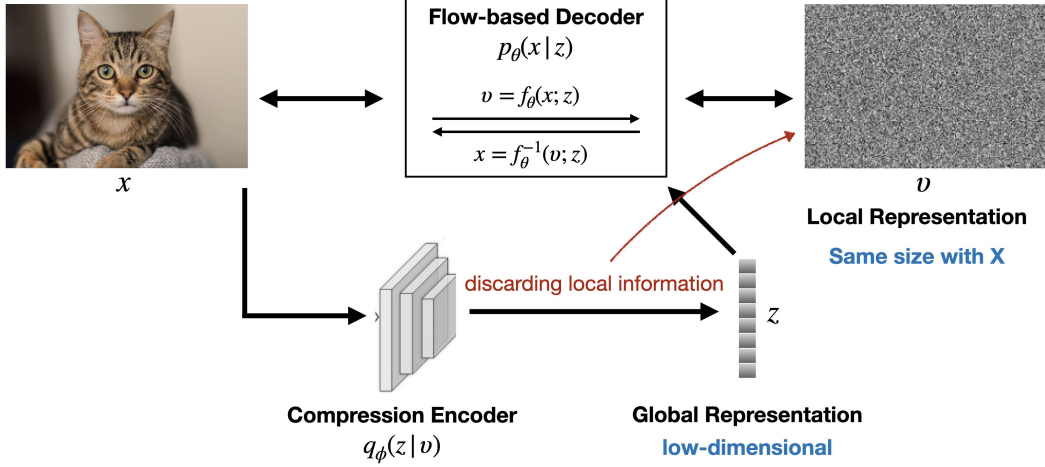 Flow-based Decoder
pθ(x|z)
υ = fθ(x; z)
x = fθ⁻¹(υ; z)
x
υ
Local Representation
Same size with X
discarding local information
z
Compression Encoder
qϕ(z|υ)
Global Representation
low-dimensional